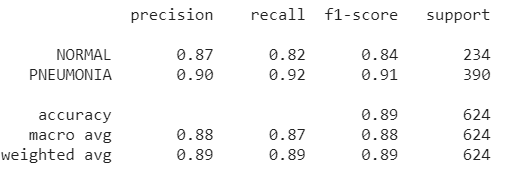 precision recall f1-score support
NORMAL 0.87 0.82 0.84 234
PNEUMONIA 0.90 0.92 0.91 390
accuracy 0.89 624
macro avg 0.88 0.87 0.88 624
weighted avg 0.89 0.89 0.89 624